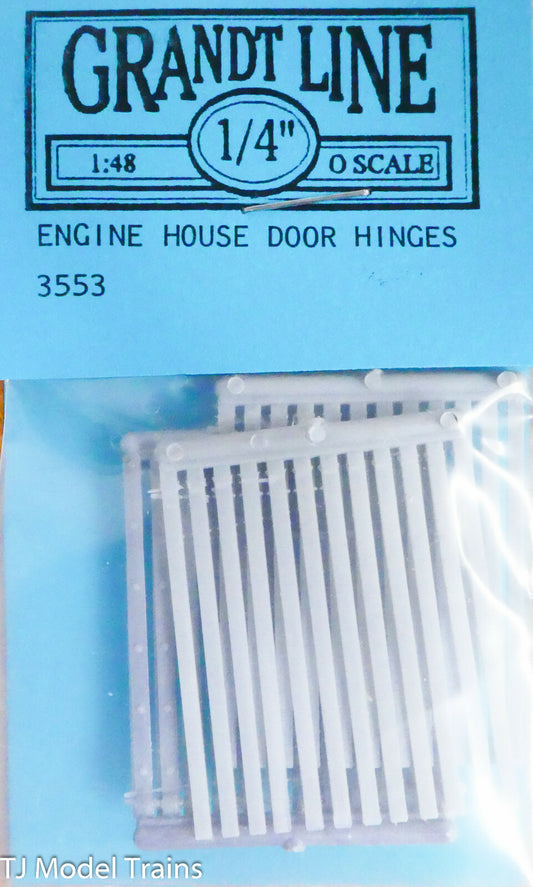 GRANDT LINE
1:48 1/4" O SCALE
ENGINE HOUSE DOOR HINGES
3553
TJ Model Trains